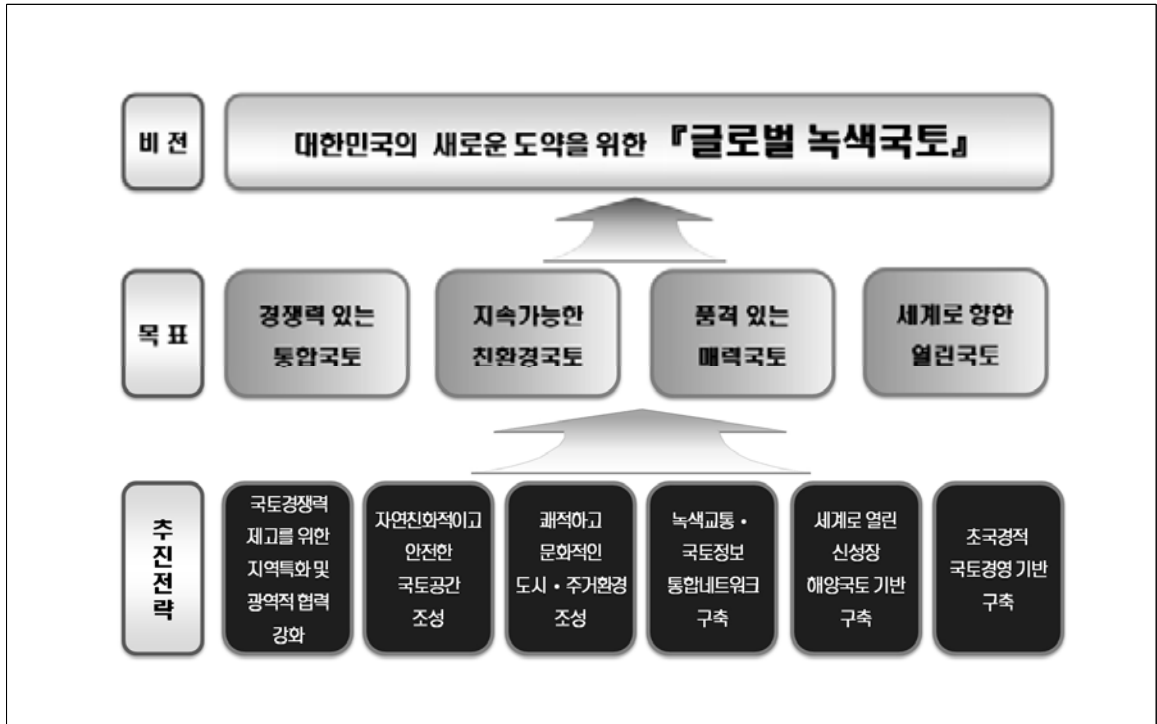 비 전
대한민국의 새로운 도약을 위한 『글로벌 녹색국토』
목 표
경쟁력 있는
통합국토
지속가능한
친환경국토
품격 있는
매력국토
세계로 향한
열린국토
추
진
전
략
국토경쟁력
제고를 위한
지역특화 및
광역적 협력
강화
자연친화적이고
안전한
국토공간
조성
쾌적하고
문화적인
도시·주거환경
조성
녹색교통·
국토정보
통합네트워크
구축
세계로 열린
신성장
해양국토 기반
구축
초국경적
국토경영 기반
구축